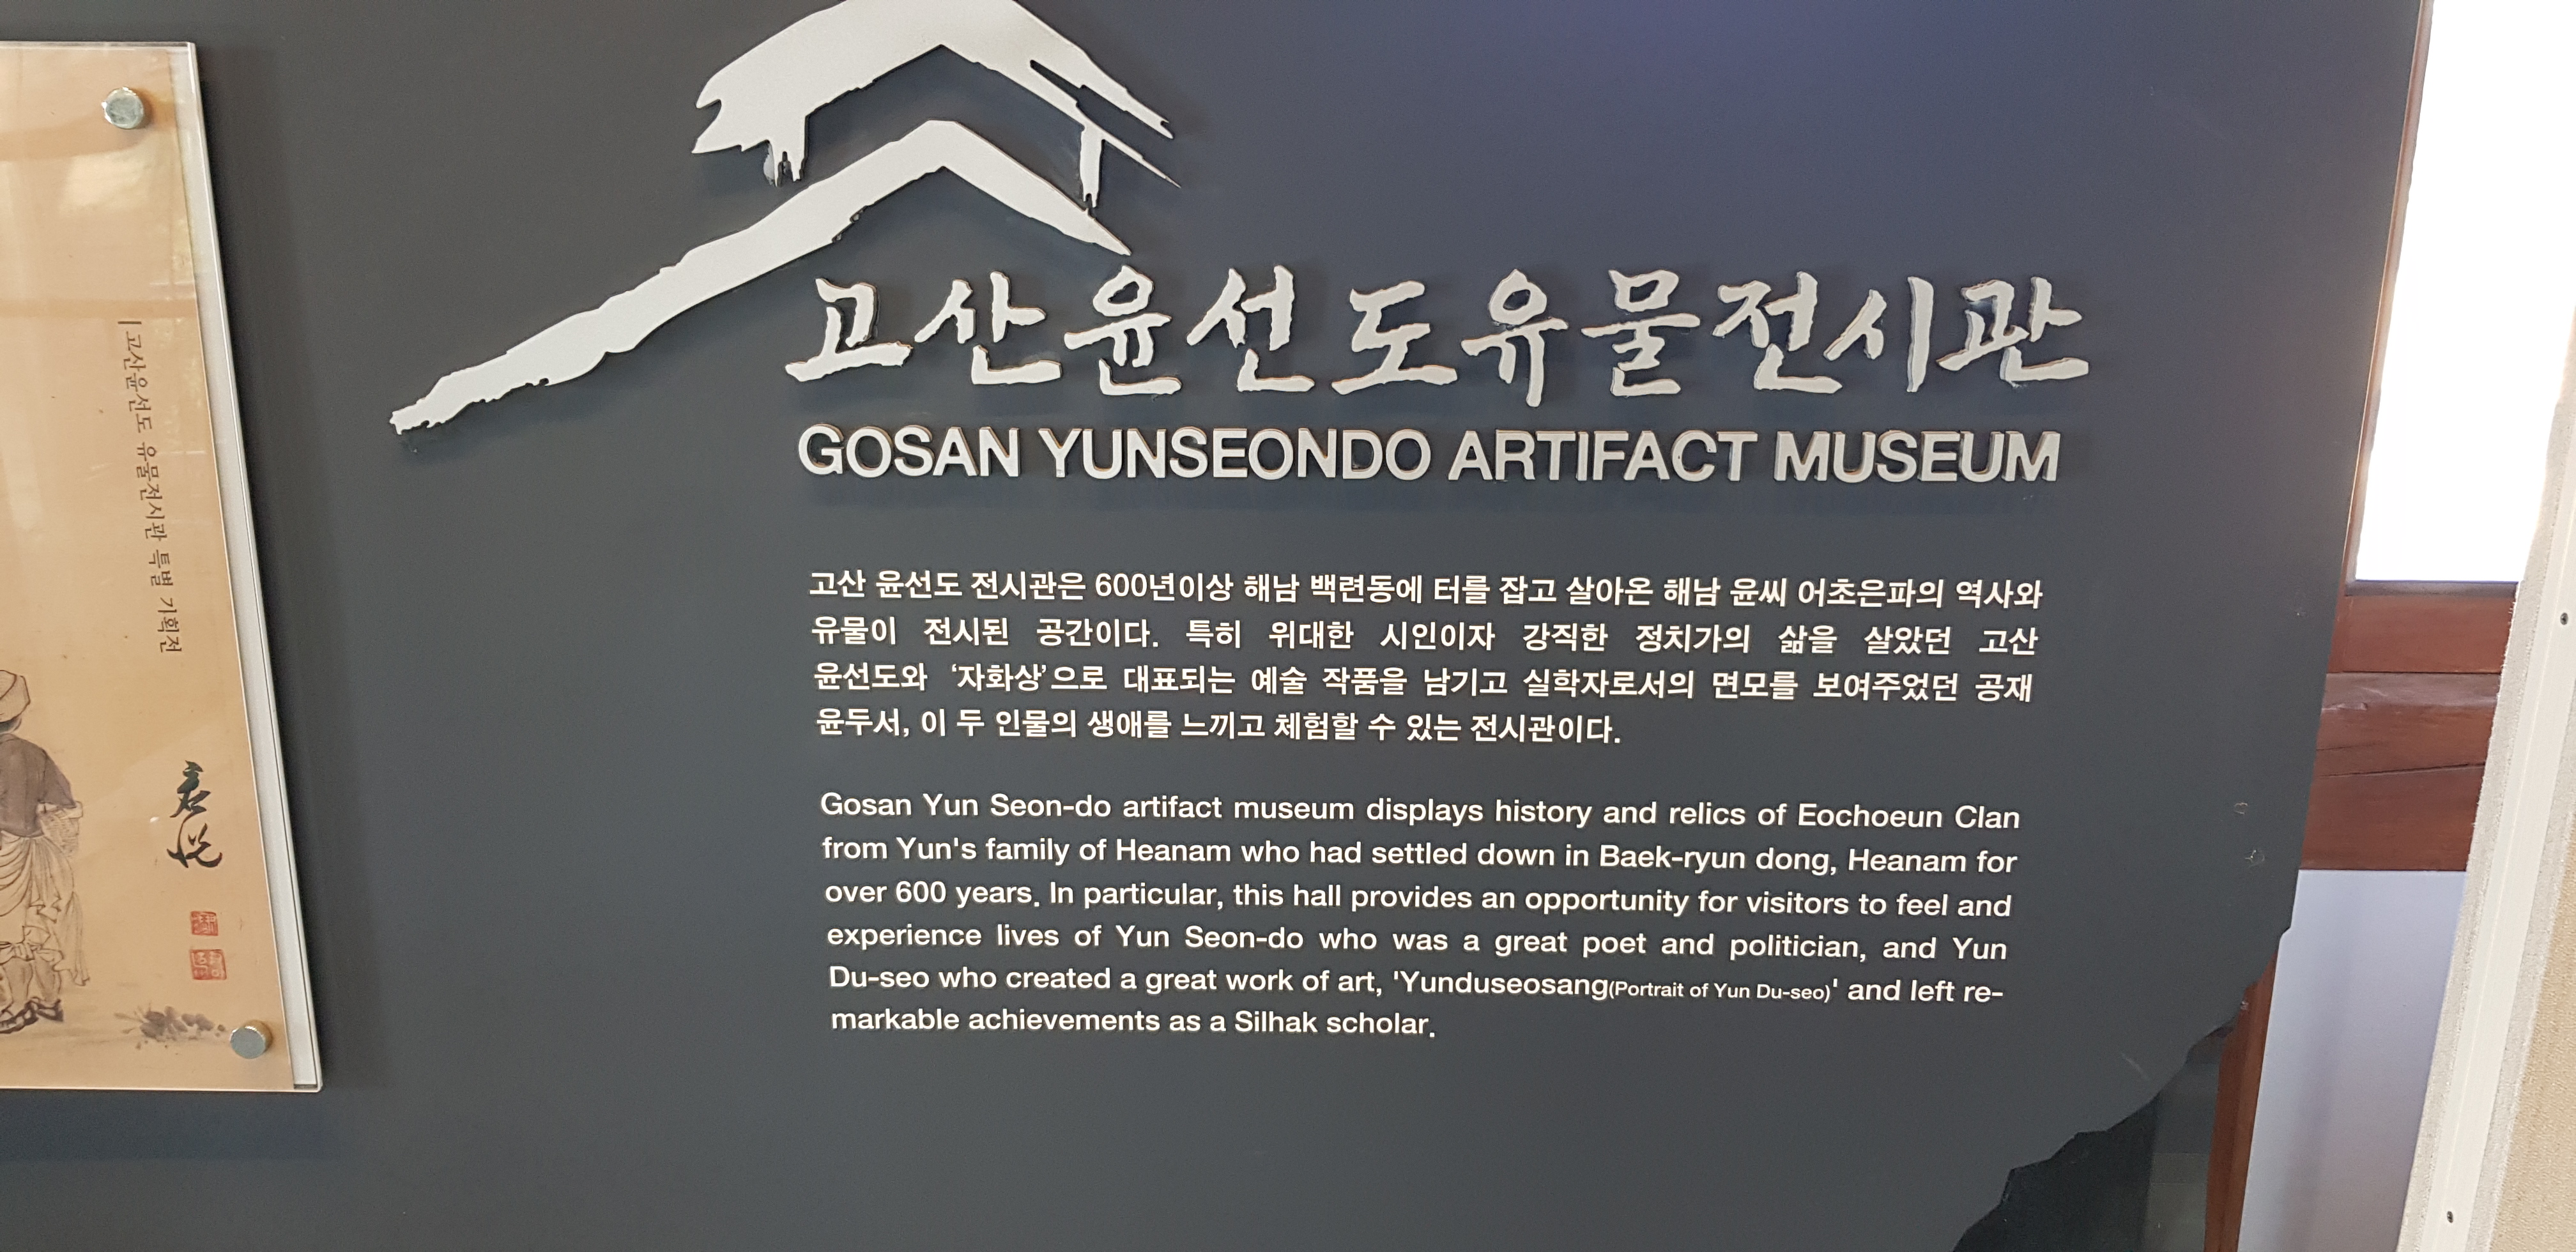 고산윤선도 유물전시관 특별 기획전
고산윤선도유물전시관
GOSAN YUNSEONDO ARTIFACT MUSEUM
고산 윤선도 전시관은 600년이상 해남 백련동에 터를 잡고 살아온 해남 윤씨 어초은파의 역사와
유물이 전시된 공간이다. 특히 위대한 시인이자 강직한 정치가의 삶을 살았던 고산
윤선도와 ‘자화상’으로 대표되는 예술 작품을 남기고 실학자로서의 면모를 보여주었던 공재
윤두서, 이 두 인물의 생애를 느끼고 체험할 수 있는 전시관이다.
Gosan Yun Seon-do artifact museum displays history and relics of Eochoeun Clan
from Yun's family of Heanam who had settled down in Baek-ryun dong, Heanam for
over 600 years. In particular, this hall provides an opportunity for visitors to feel and
experience lives of Yun Seon-do who was a great poet and politician, and Yun
Du-seo who created a great work of art, 'Yunduseosang(Portrait of Yun Du-seo)' and left re-
markable achievements as a Silhak scholar.